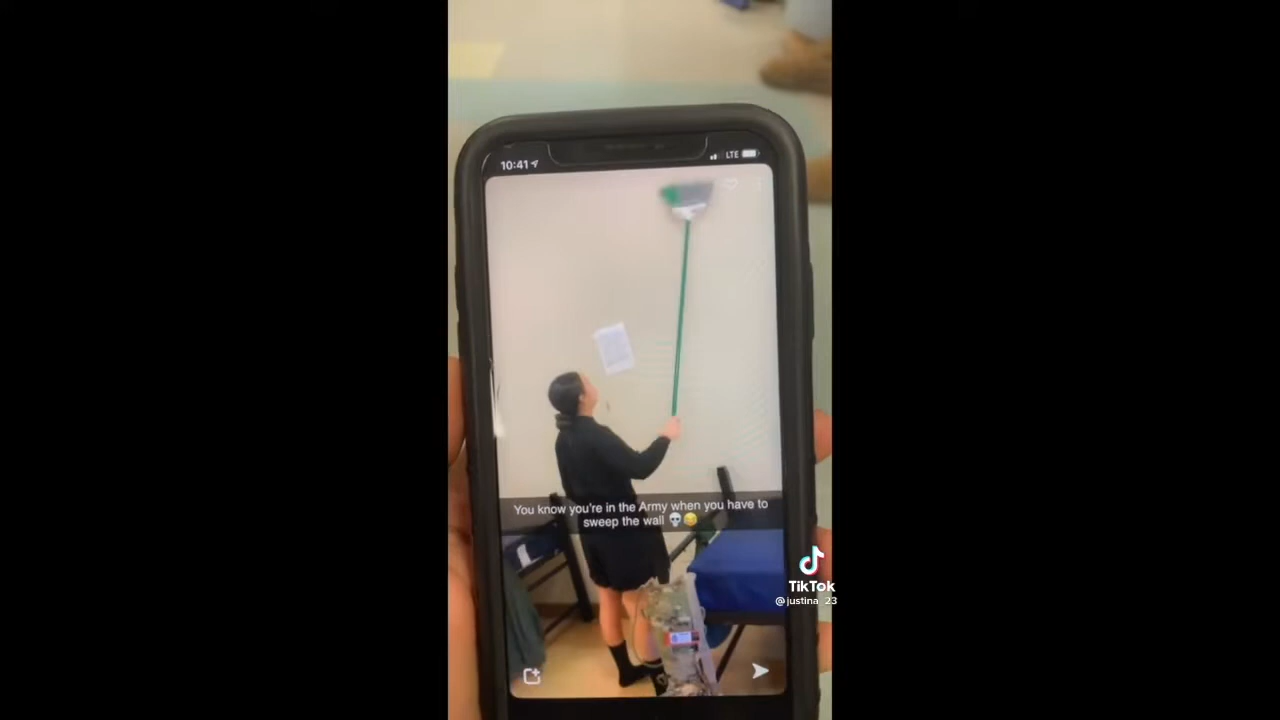 10:41
LTE
You know you're in the Army when you have to
sweep the wall 💀😂
TikTok
@justina_23